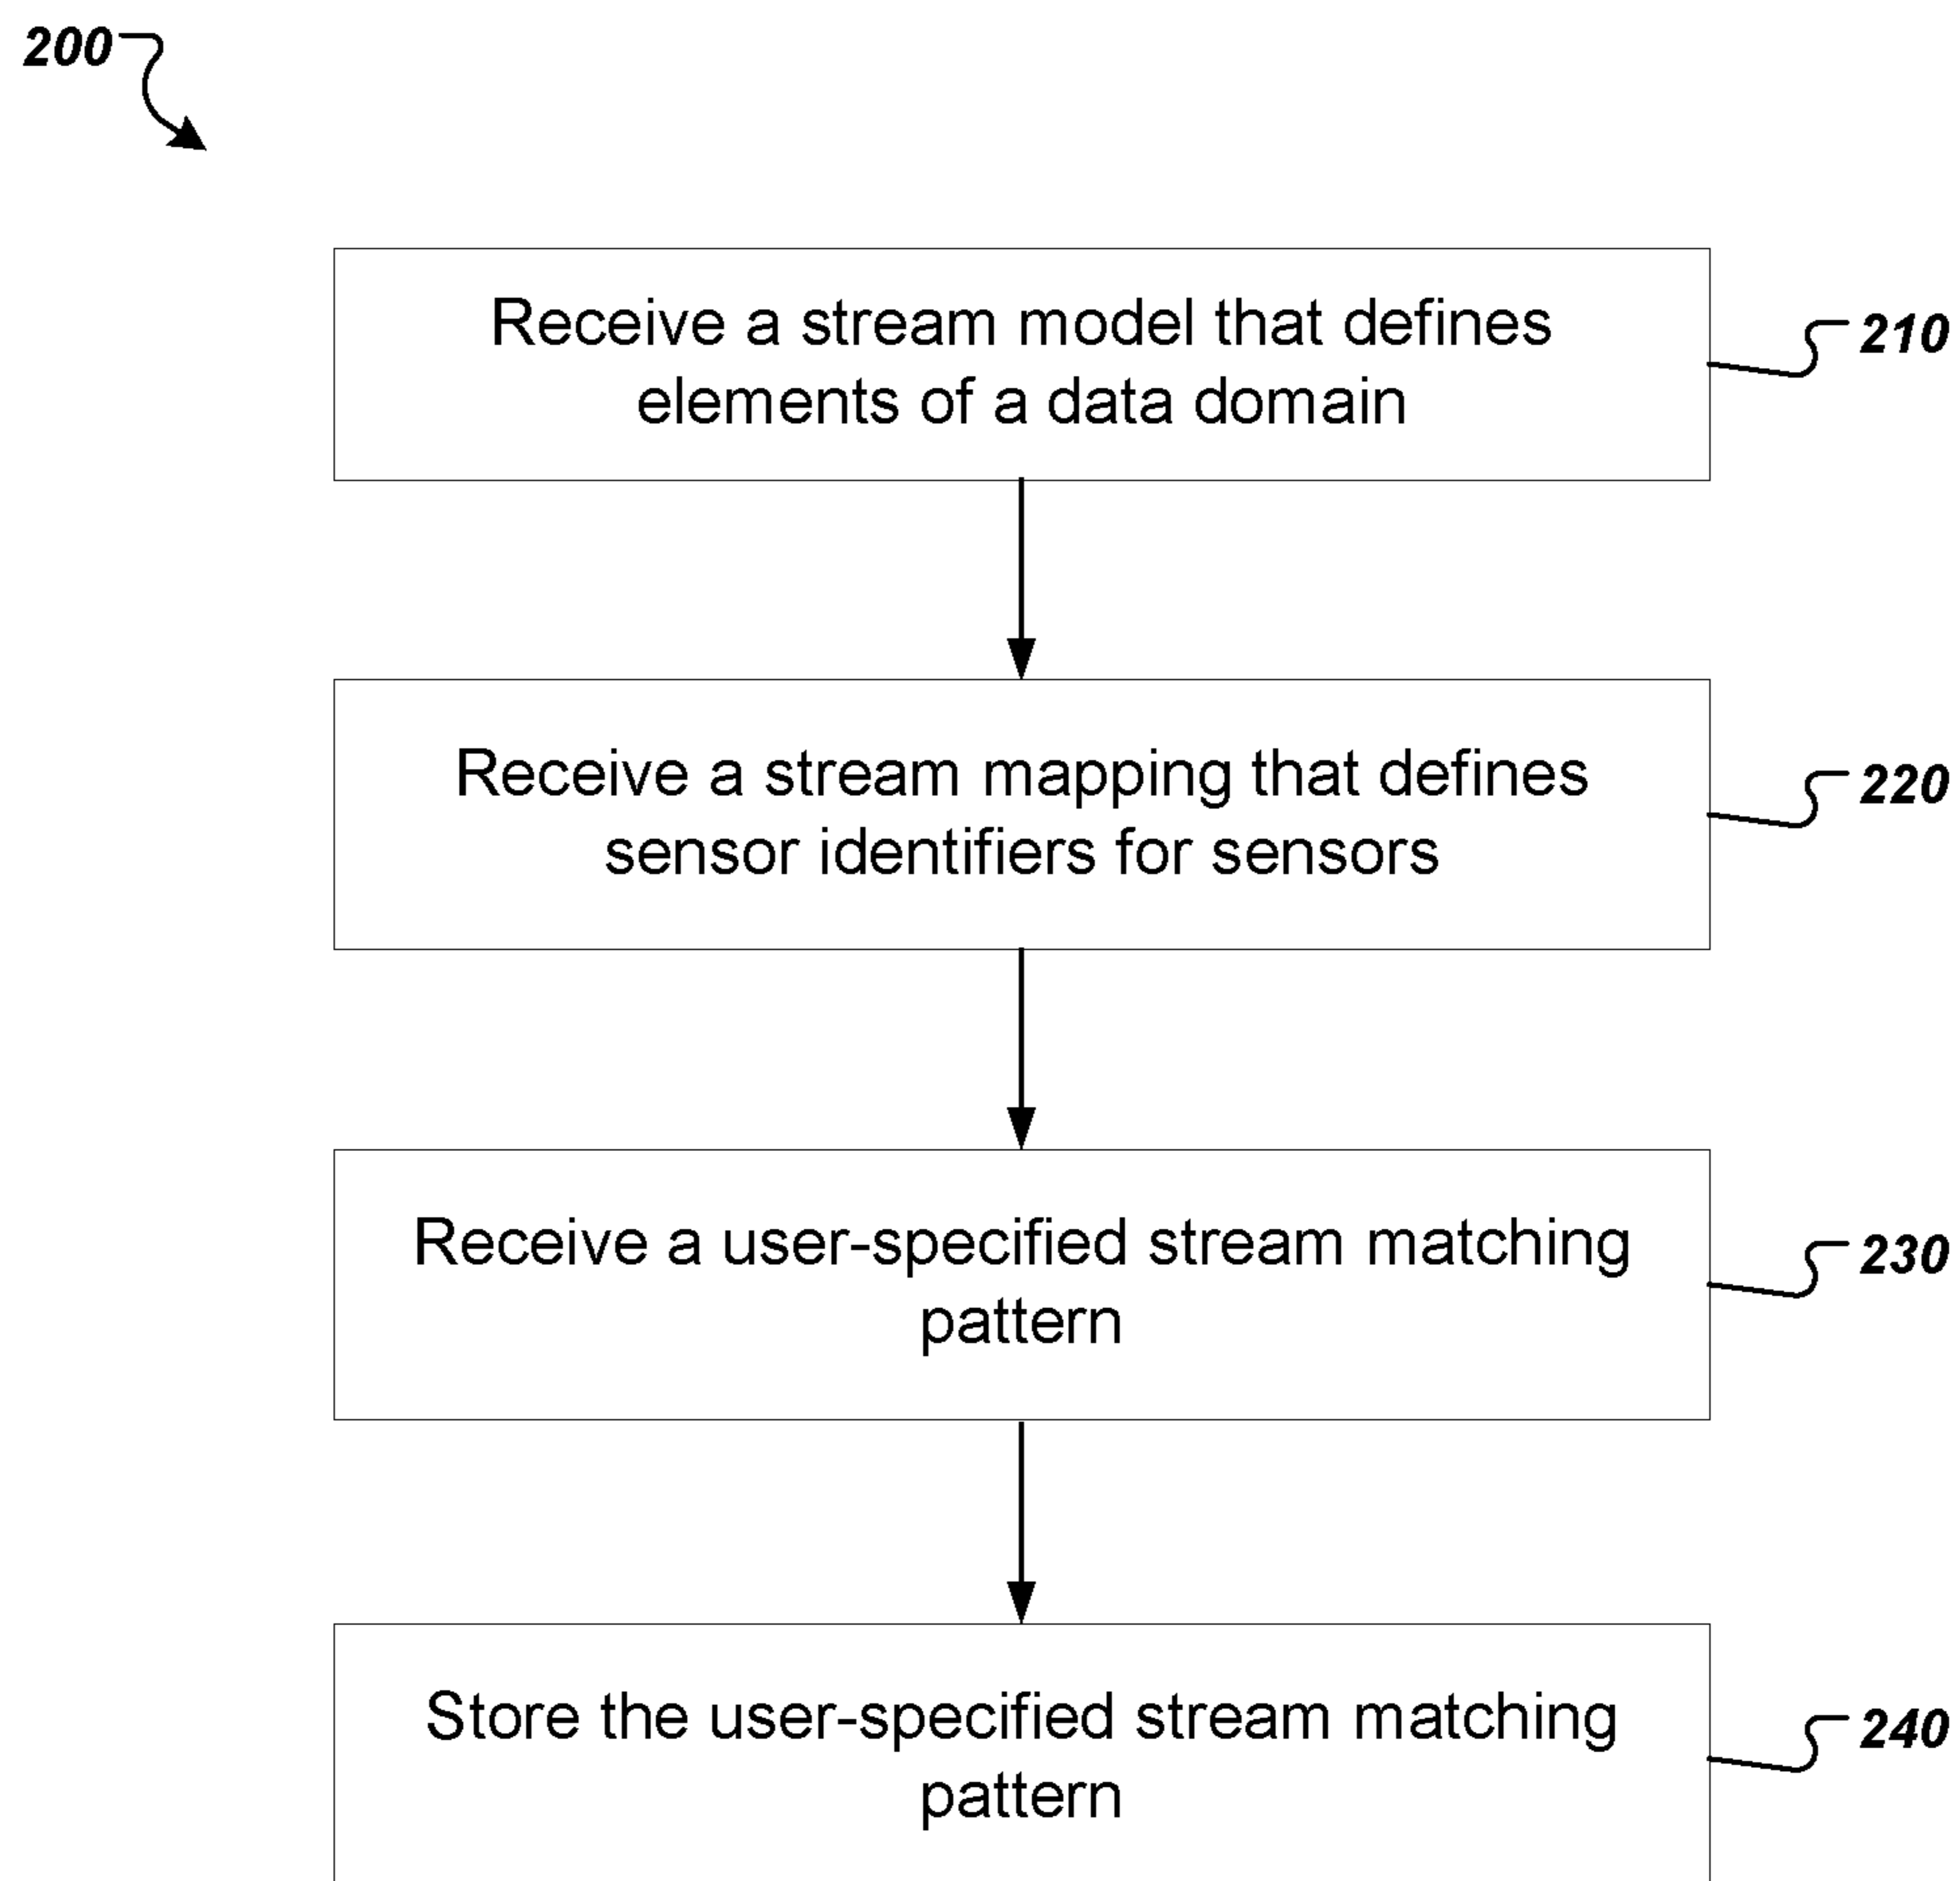 200
Receive a stream model that defines
elements of a data domain
210
Receive a stream mapping that defines
sensor identifiers for sensors
220
Receive a user-specified stream matching
pattern
230
Store the user-specified stream matching
pattern
240